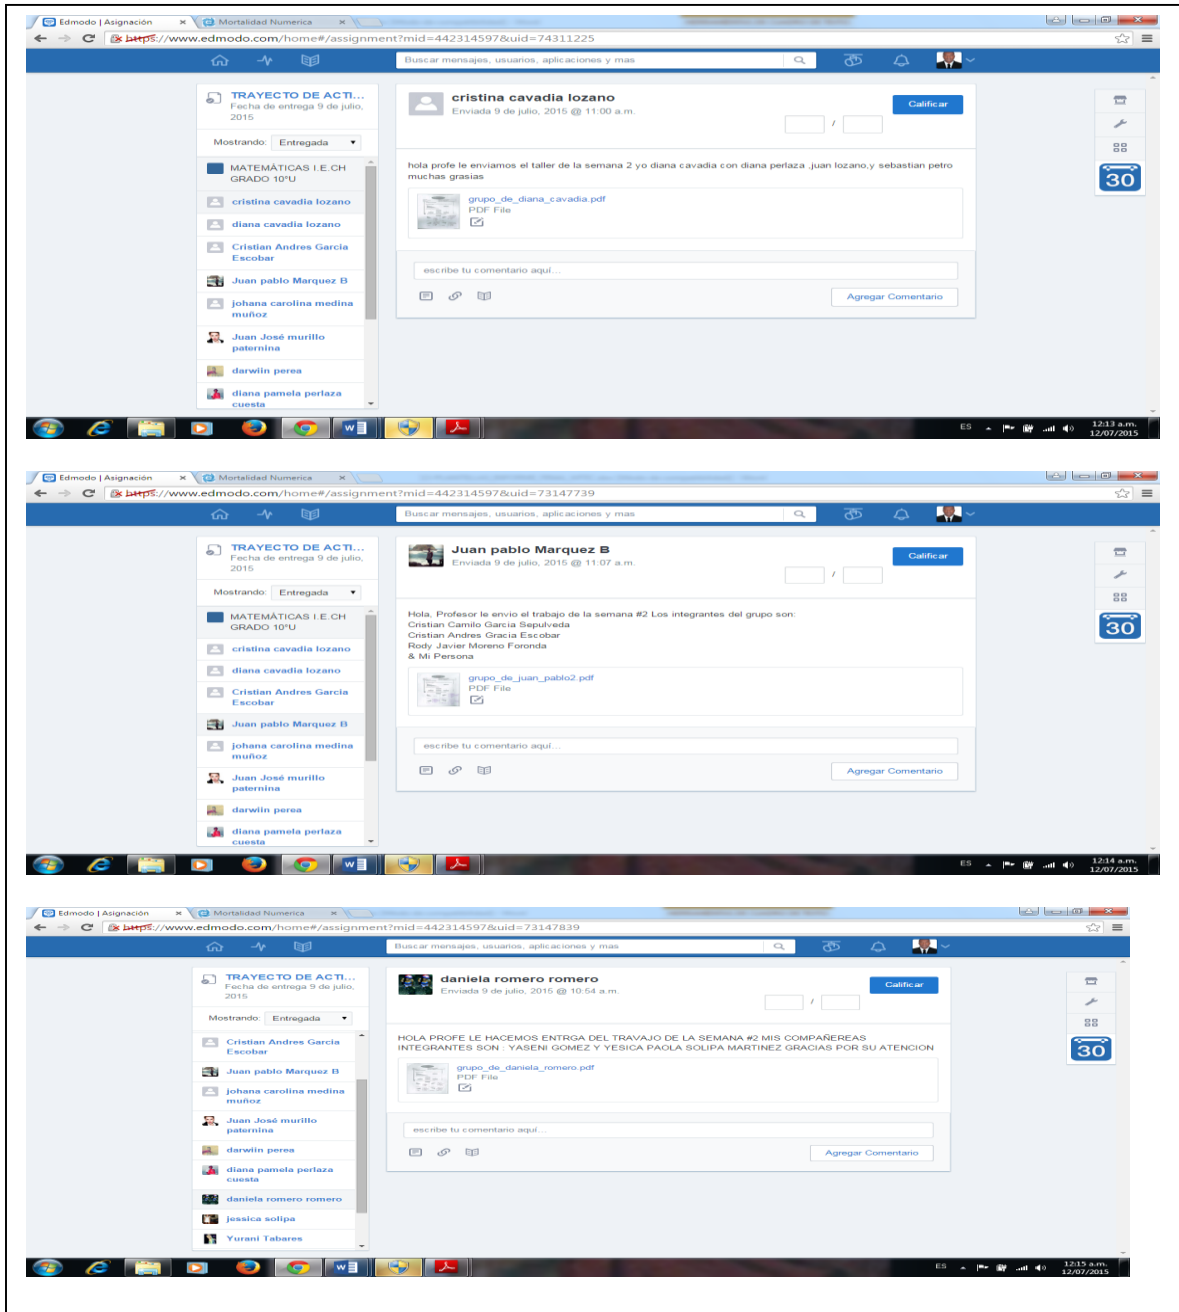 Edmodo | Asignación
Mortalidad Numerica
https://www.edmodo.com/home#/assignment?mid=442314597&uid=74311225
Buscar mensajes, usuarios, aplicaciones y mas
TRAYECTO DE ACTI...
Fecha de entrega 9 de julio,
2015
Mostrando: Entregada
MATEMÁTICAS I.E.CH
GRADO 10°U
cristina cavadia lozano
diana cavadia lozano
Cristian Andres Garcia
Escobar
Juan pablo Marquez B
johana carolina medina
muñoz
Juan José murillo
paternina
darwiin perea
diana pamela perlaza
cuesta
cristina cavadia lozano
Enviada 9 de julio, 2015 @ 11:00 a.m.
Calificar
/
hola profe le enviamos el taller de la semana 2 yo diana cavadia con diana perlaza ,juan lozano,y sebastian petro
muchas grasias
grupo_de_diana_cavadia.pdf
PDF File
escribe tu comentario aquí...
Agregar Comentario
30
ES
12:13 a.m.
12/07/2015
Edmodo | Asignación
Mortalidad Numerica
https://www.edmodo.com/home#/assignment?mid=442314597&uid=73147739
Buscar mensajes, usuarios, aplicaciones y mas
TRAYECTO DE ACTI...
Fecha de entrega 9 de julio,
2015
Mostrando: Entregada
MATEMÁTICAS I.E.CH
GRADO 10°U
cristina cavadia lozano
diana cavadia lozano
Cristian Andres Garcia
Escobar
Juan pablo Marquez B
johana carolina medina
muñoz
Juan José murillo
paternina
darwiin perea
diana pamela perlaza
cuesta
Juan pablo Marquez B
Enviada 9 de julio, 2015 @ 11:07 a.m.
Calificar
/
Hola, Profesor le envio el trabajo de la semana #2 Los integrantes del grupo son:
Cristian Camilo Garcia Sepulveda
Cristian Andres Gracia Escobar
Rody Javier Moreno Foronda
& Mi Persona
grupo_de_juan_pablo2.pdf
PDF File
escribe tu comentario aquí...
Agregar Comentario
30
ES
12:14 a.m.
12/07/2015
Edmodo | Asignación
Mortalidad Numerica
https://www.edmodo.com/home#/assignment?mid=442314597&uid=73147839
Buscar mensajes, usuarios, aplicaciones y mas
TRAYECTO DE ACTI...
Fecha de entrega 9 de julio,
2015
Mostrando: Entregada
Cristian Andres Garcia
Escobar
Juan pablo Marquez B
johana carolina medina
muñoz
Juan José murillo
paternina
darwiin perea
diana pamela perlaza
cuesta
daniela romero romero
jessica solipa
Yurani Tabares
daniela romero romero
Enviada 9 de julio, 2015 @ 10:54 a.m.
Calificar
/
HOLA PROFE LE HACEMOS ENTRGA DEL TRAVAJO DE LA SEMANA #2 MIS COMPAÑEREAS
INTEGRANTES SON : YASENI GOMEZ Y YESICA PAOLA SOLIPA MARTINEZ GRACIAS POR SU ATENCION
grupo_de_daniela_romero.pdf
PDF File
escribe tu comentario aquí...
Agregar Comentario
30
ES
12:15 a.m.
12/07/2015